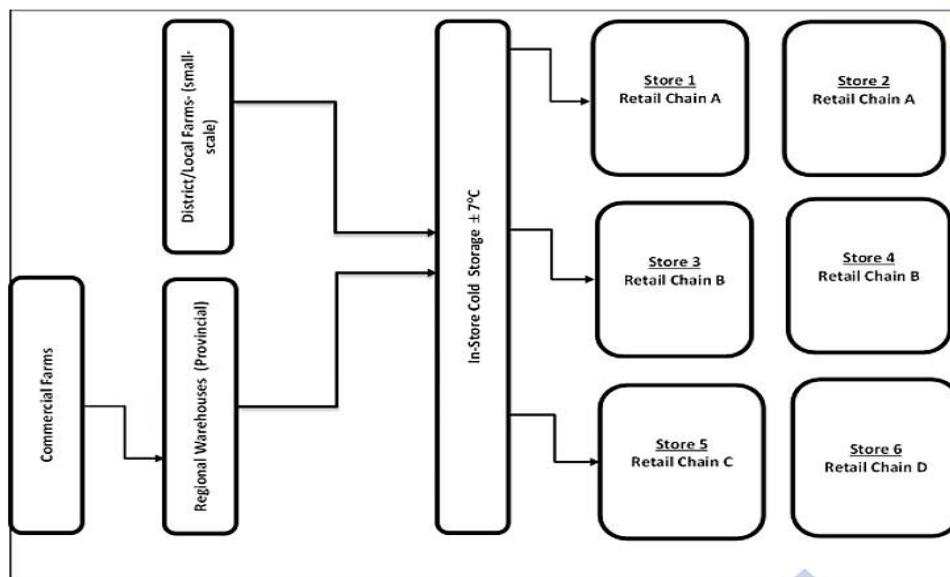 Commercial Farms
District/Local Farms- (small-
scale)
Regional Warehouses (Provincial)
In-Store Cold Storage ± 7°C
Store 1
Retail Chain A
Store 2
Retail Chain A
Store 3
Retail Chain B
Store 4
Retail Chain B
Store 5
Retail Chain C
Store 6
Retail Chain D